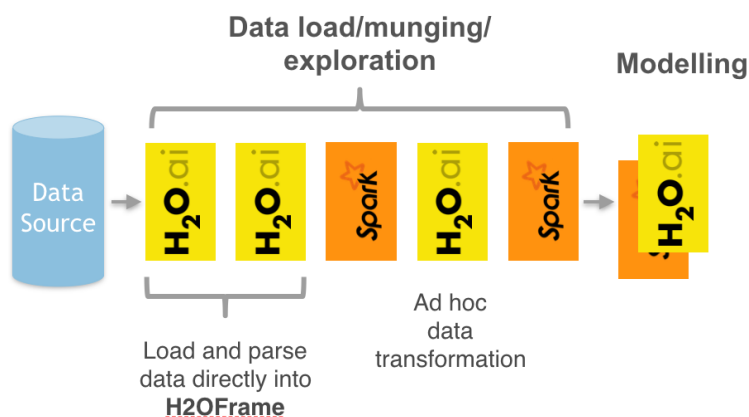 Data load/munging/
exploration
Modelling
Data
Source
H2O.ai
H2O.ai
Spark
H2O.ai
Spark
H2O.ai
S
Load and parse
data directly into
H2OFrame
Ad hoc
data
transformation